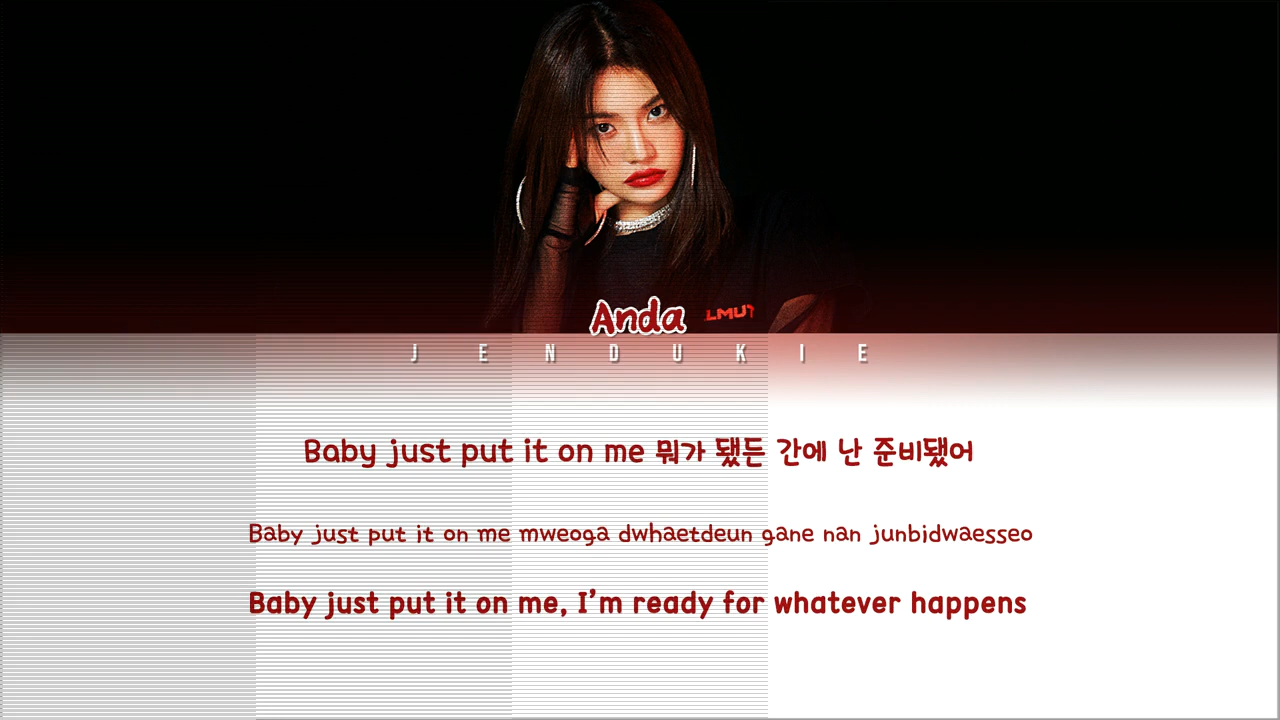 Anda
LMUT
JENDUKIE
Baby just put it on me 뭐가 됐든 간에 난 준비됐어
Baby just put it on me mweoga dwhaetdeun gane nan junbidwaesseo
Baby just put it on me, I'm ready for whatever happens